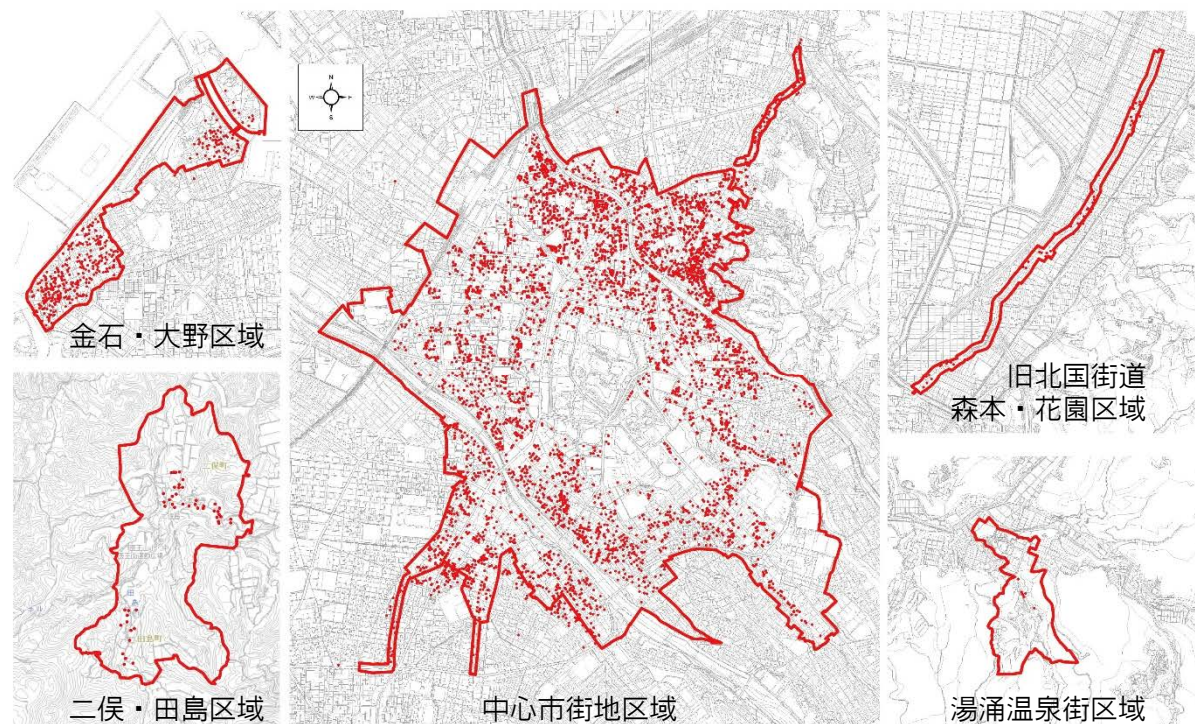 N
W
S
金石・大野区域
二俣・田島区域
中心市街地区域
旧北国街道
森本・花園区域
湯涌温泉街区域